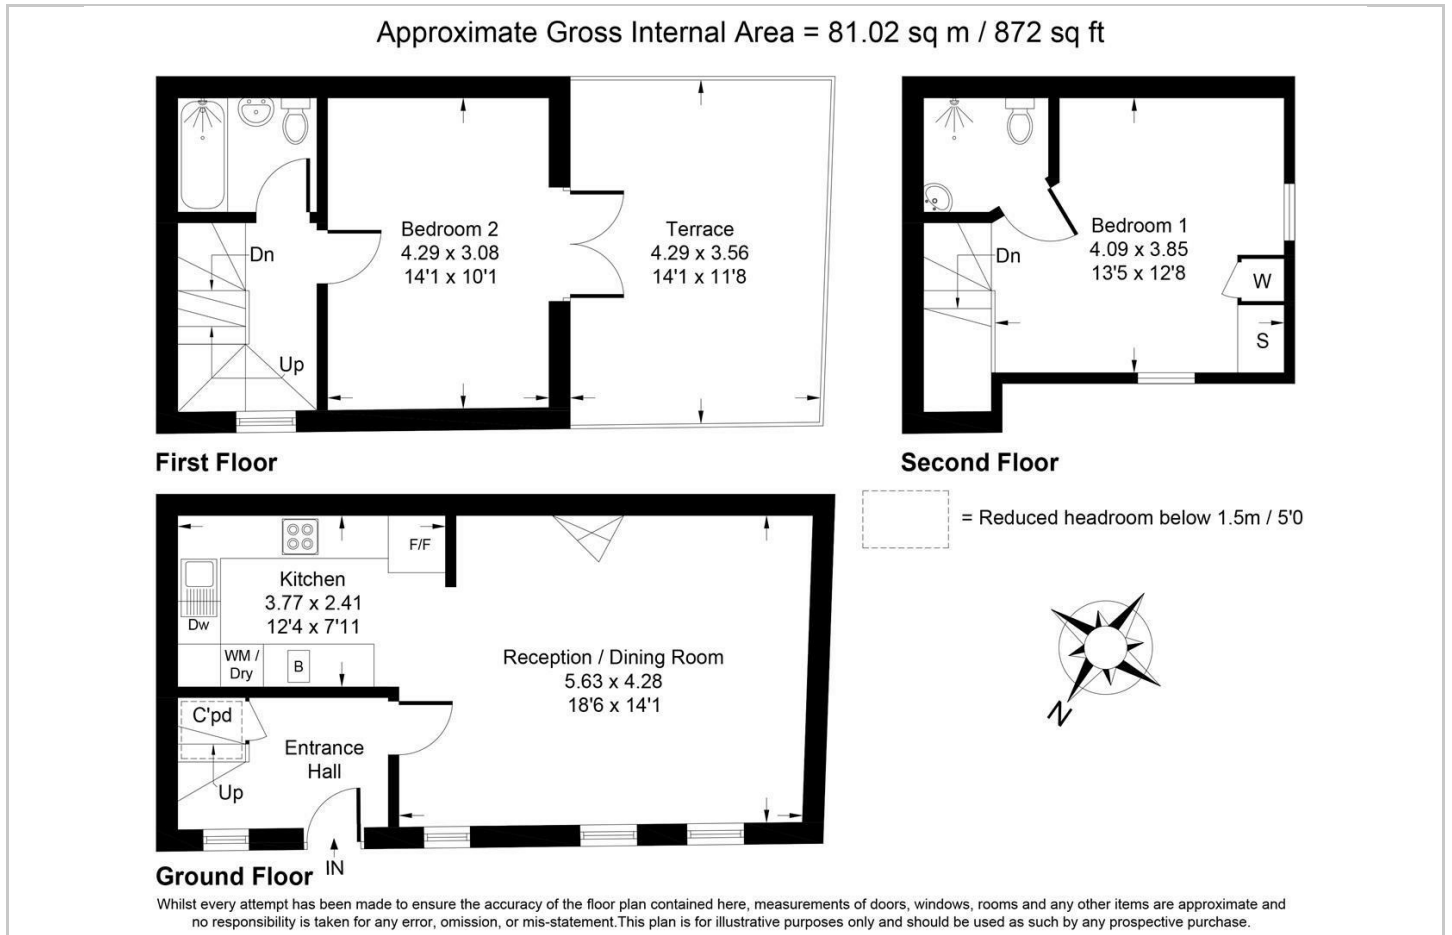 Approximate Gross Internal Area = 81.02 sq m / 872 sq ft
Bedroom 2
4.29 x 3.08
14'1 x 10'1
Terrace
4.29 x 3.56
14'1 x 11'8
Dn
Up
First Floor
Bedroom 1
4.09 x 3.85
13'5 x 12'8
Dn
W
S
Second Floor
= Reduced headroom below 1.5m / 5'0
F/F
Kitchen
3.77 x 2.41
12'4 x 7'11
Dw
WM /
Dry
B
Reception / Dining Room
5.63 x 4.28
18'6 x 14'1
C'pd
Entrance
Hall
Up
IN
N
Ground Floor
Whilst every attempt has been made to ensure the accuracy of the floor plan contained here, measurements of doors, windows, rooms and any other items are approximate and
no responsibility is taken for any error, omission, or mis-statement.This plan is for illustrative purposes only and should be used as such by any prospective purchase.